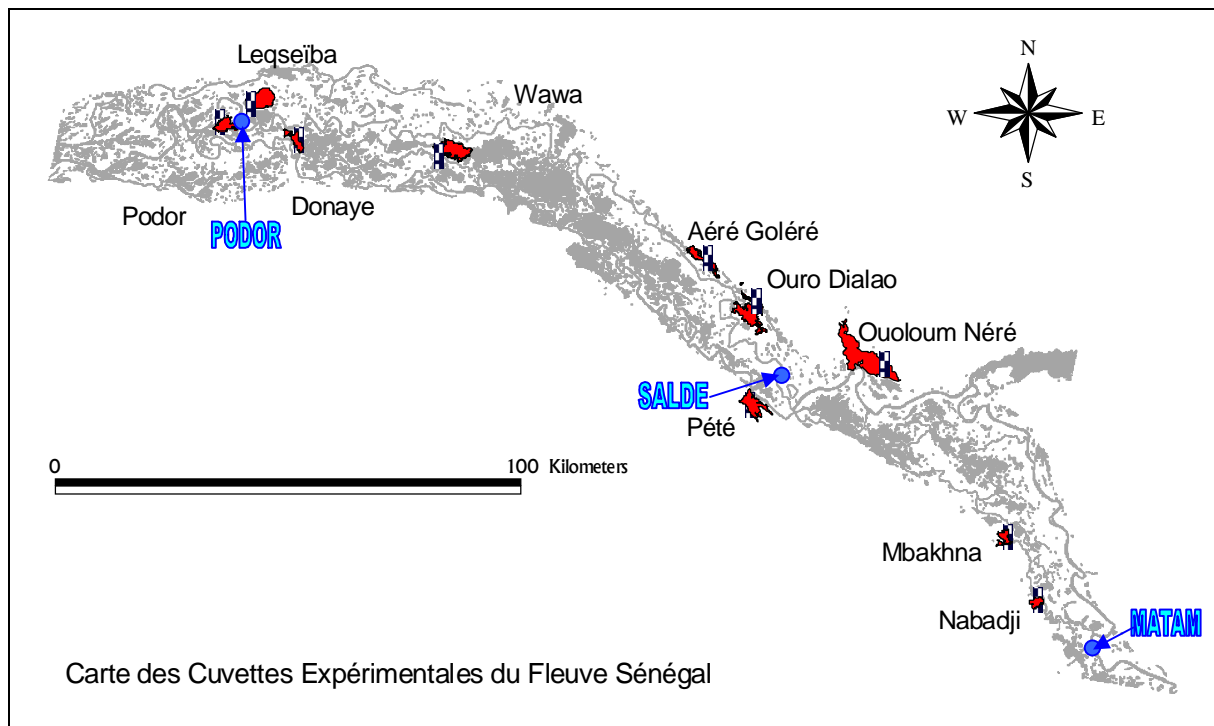 Leqseïba
Wawa
N
W
E
S
Podor
Donaye
PODOR
Aéré Goléré
Ouro Dialao
Ouoloum Néré
SALDE
Pété
0
100 Kilometers
Mbakhna
Nabadji
MATAM
Carte des Cuvettes Expérimentales du Fleuve Sénégal